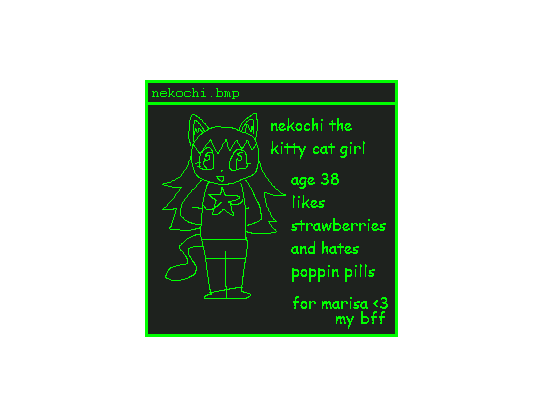 nekochi.bmp
nekochi the
kitty cat girl
age 38
likes
strawberries
and hates
poppin pills
for marisa <3
my bff